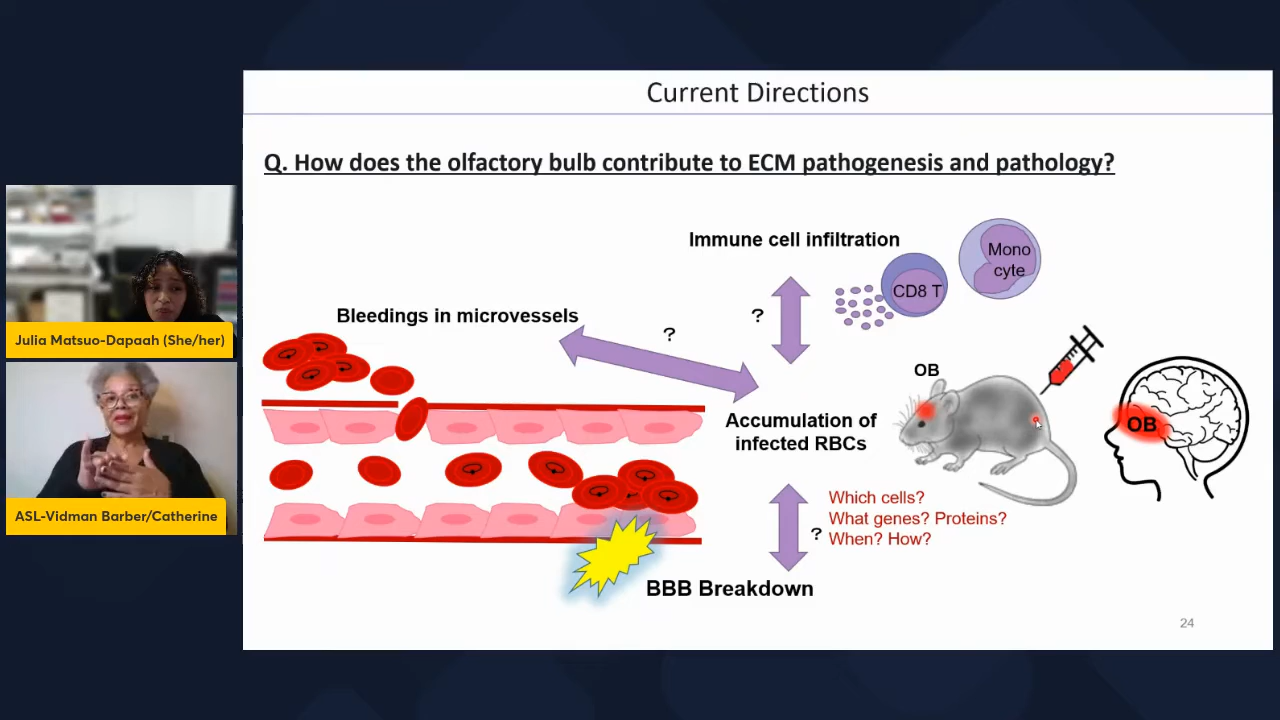 Current Directions
Q. How does the olfactory bulb contribute to ECM pathogenesis and pathology?
Immune cell infiltration
Mono
cyte
CD8 T
Bleedings in microvessels
?
?
OB
Accumulation of
infected RBCs
OB
Which cells?
What genes? Proteins?
When? How?
?
BBB Breakdown
24
Julia Matsuo-Dapaah (She/her)
ASL-Vidman Barber/Catherine